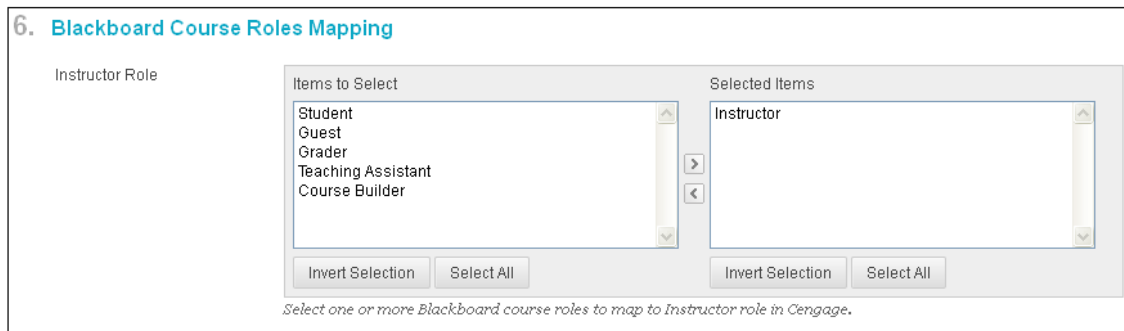 6. Blackboard Course Roles Mapping
Instructor Role
Items to Select
Student
Guest
Grader
Teaching Assistant
Course Builder
Invert Selection
Select All
Selected Items
Instructor
Invert Selection
Select All
Select one or more Blackboard course roles to map to Instructor role in Cengage.